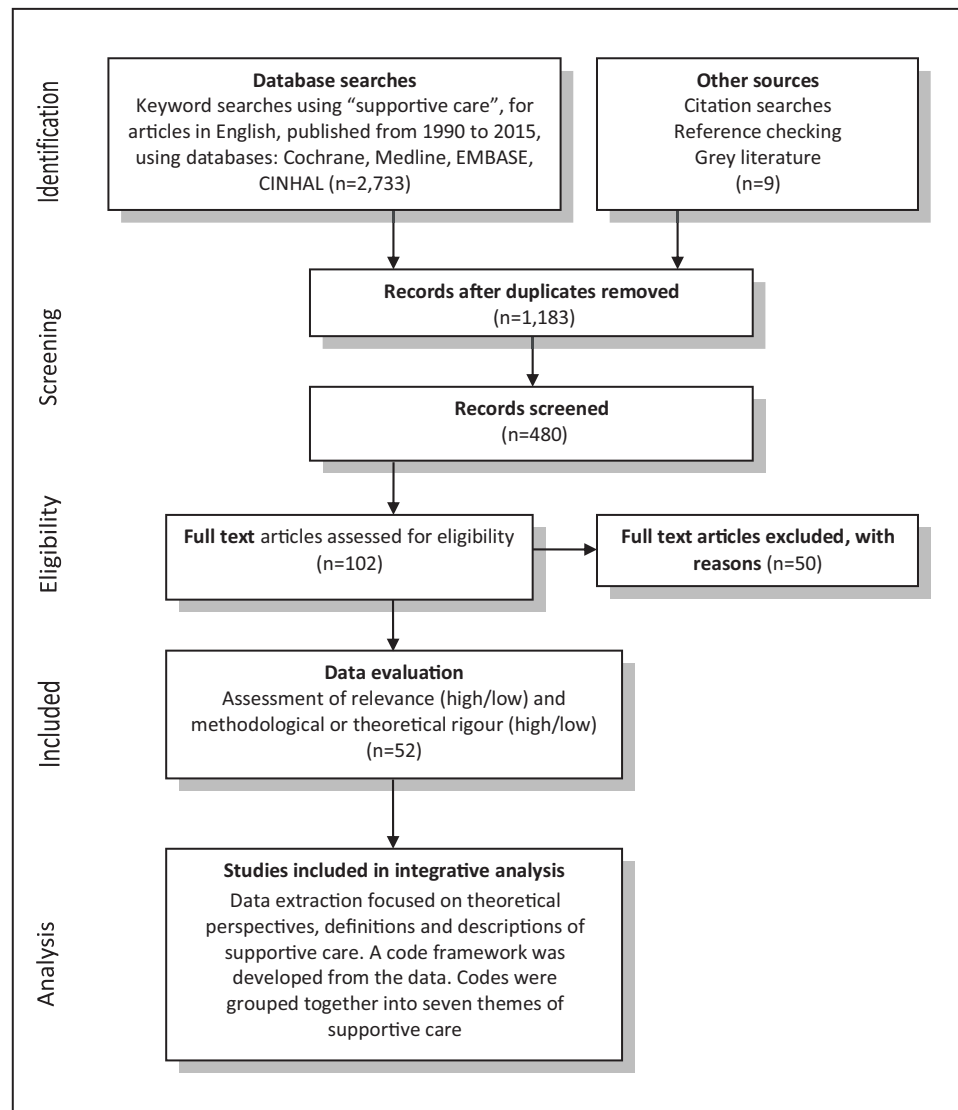 Identification
Database searches
Keyword searches using “supportive care”, for
articles in English, published from 1990 to 2015,
using databases: Cochrane, Medline, EMBASE,
CINHAL (n=2,733)
Other sources
Citation searches
Reference checking
Grey literature
(n=9)
Screening
Records after duplicates removed
(n=1,183)
Records screened
(n=480)
Eligibility
Full text articles assessed for eligibility
(n=102)
Full text articles excluded, with
reasons (n=50)
Included
Data evaluation
Assessment of relevance (high/low) and
methodological or theoretical rigour (high/low)
(n=52)
Analysis
Studies included in integrative analysis
Data extraction focused on theoretical
perspectives, definitions and descriptions of
supportive care. A code framework was
developed from the data. Codes were
grouped together into seven themes of
supportive care